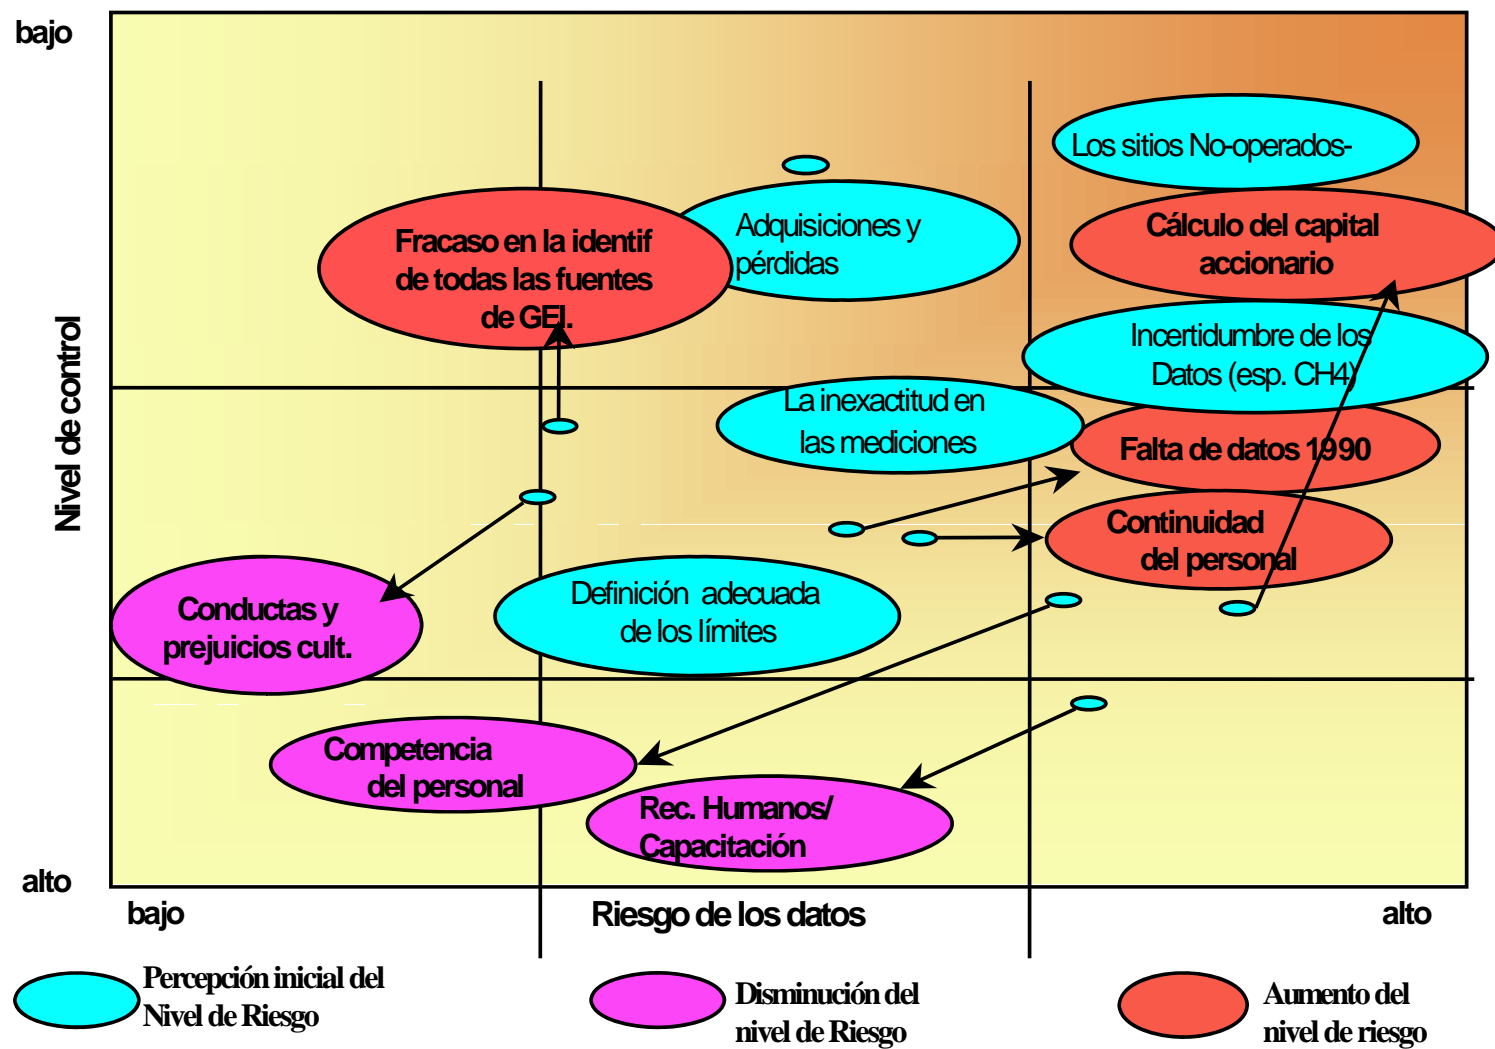 bajo
Los sitios No-operados-
Adquisiciones y
pérdidas
Cálculo del capital
accionario
Fracaso en la identif
de todas las fuentes
de GEI.
Incertidumbre de los
Datos (esp. CH4)
La inexactitud en
las mediciones
Falta de datos 1990
Continuidad
del personal
Nivel de control
Definición adecuada
de los límites
Conductas y
prejuicios cult.
Competencia
del personal
Rec. Humanos/
Capacitación
alto
bajo
Riesgo de los datos
alto
Percepción inicial del
Nivel de Riesgo
Disminución del
nivel de Riesgo
Aumento del
nivel de riesgo